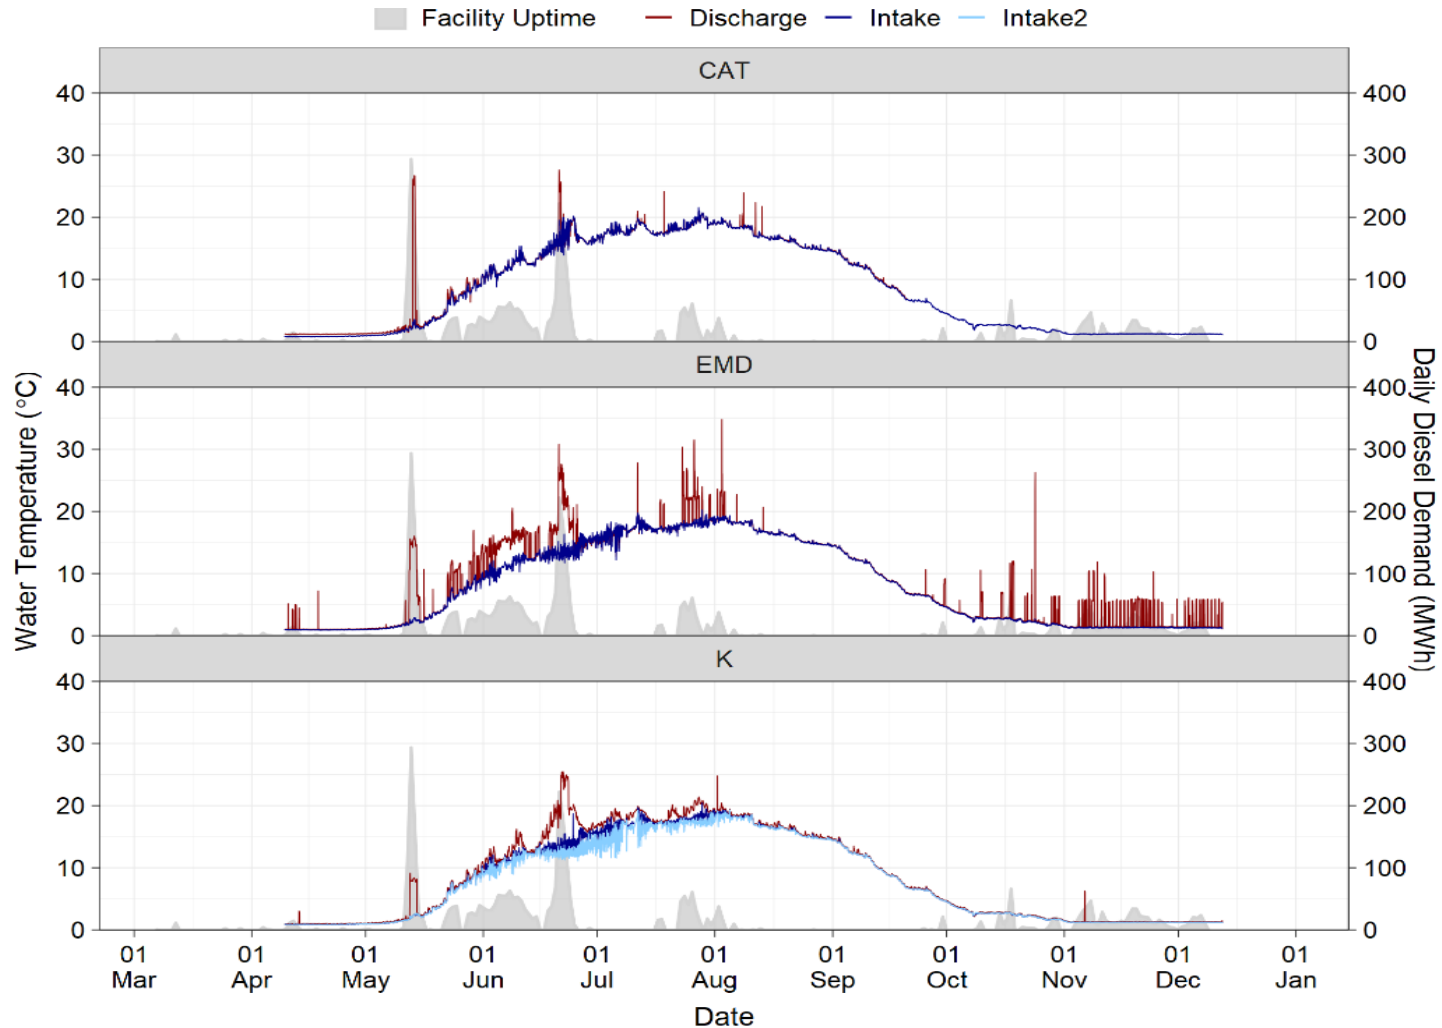 Facility Uptime Discharge Intake Intake2
CAT
40 400
30 300
20 200
10 100
0 0
EMD
40 400
30 300
20 200
10 100
0 0
K
40 400
30 300
20 200
10 100
0 0
Water Temperature (°C)
Daily Diesel Demand (MWh)
01 01 01 01 01 01 01 01 01 01 01
Mar Apr May Jun Jul Aug Sep Oct Nov Dec Jan
Date